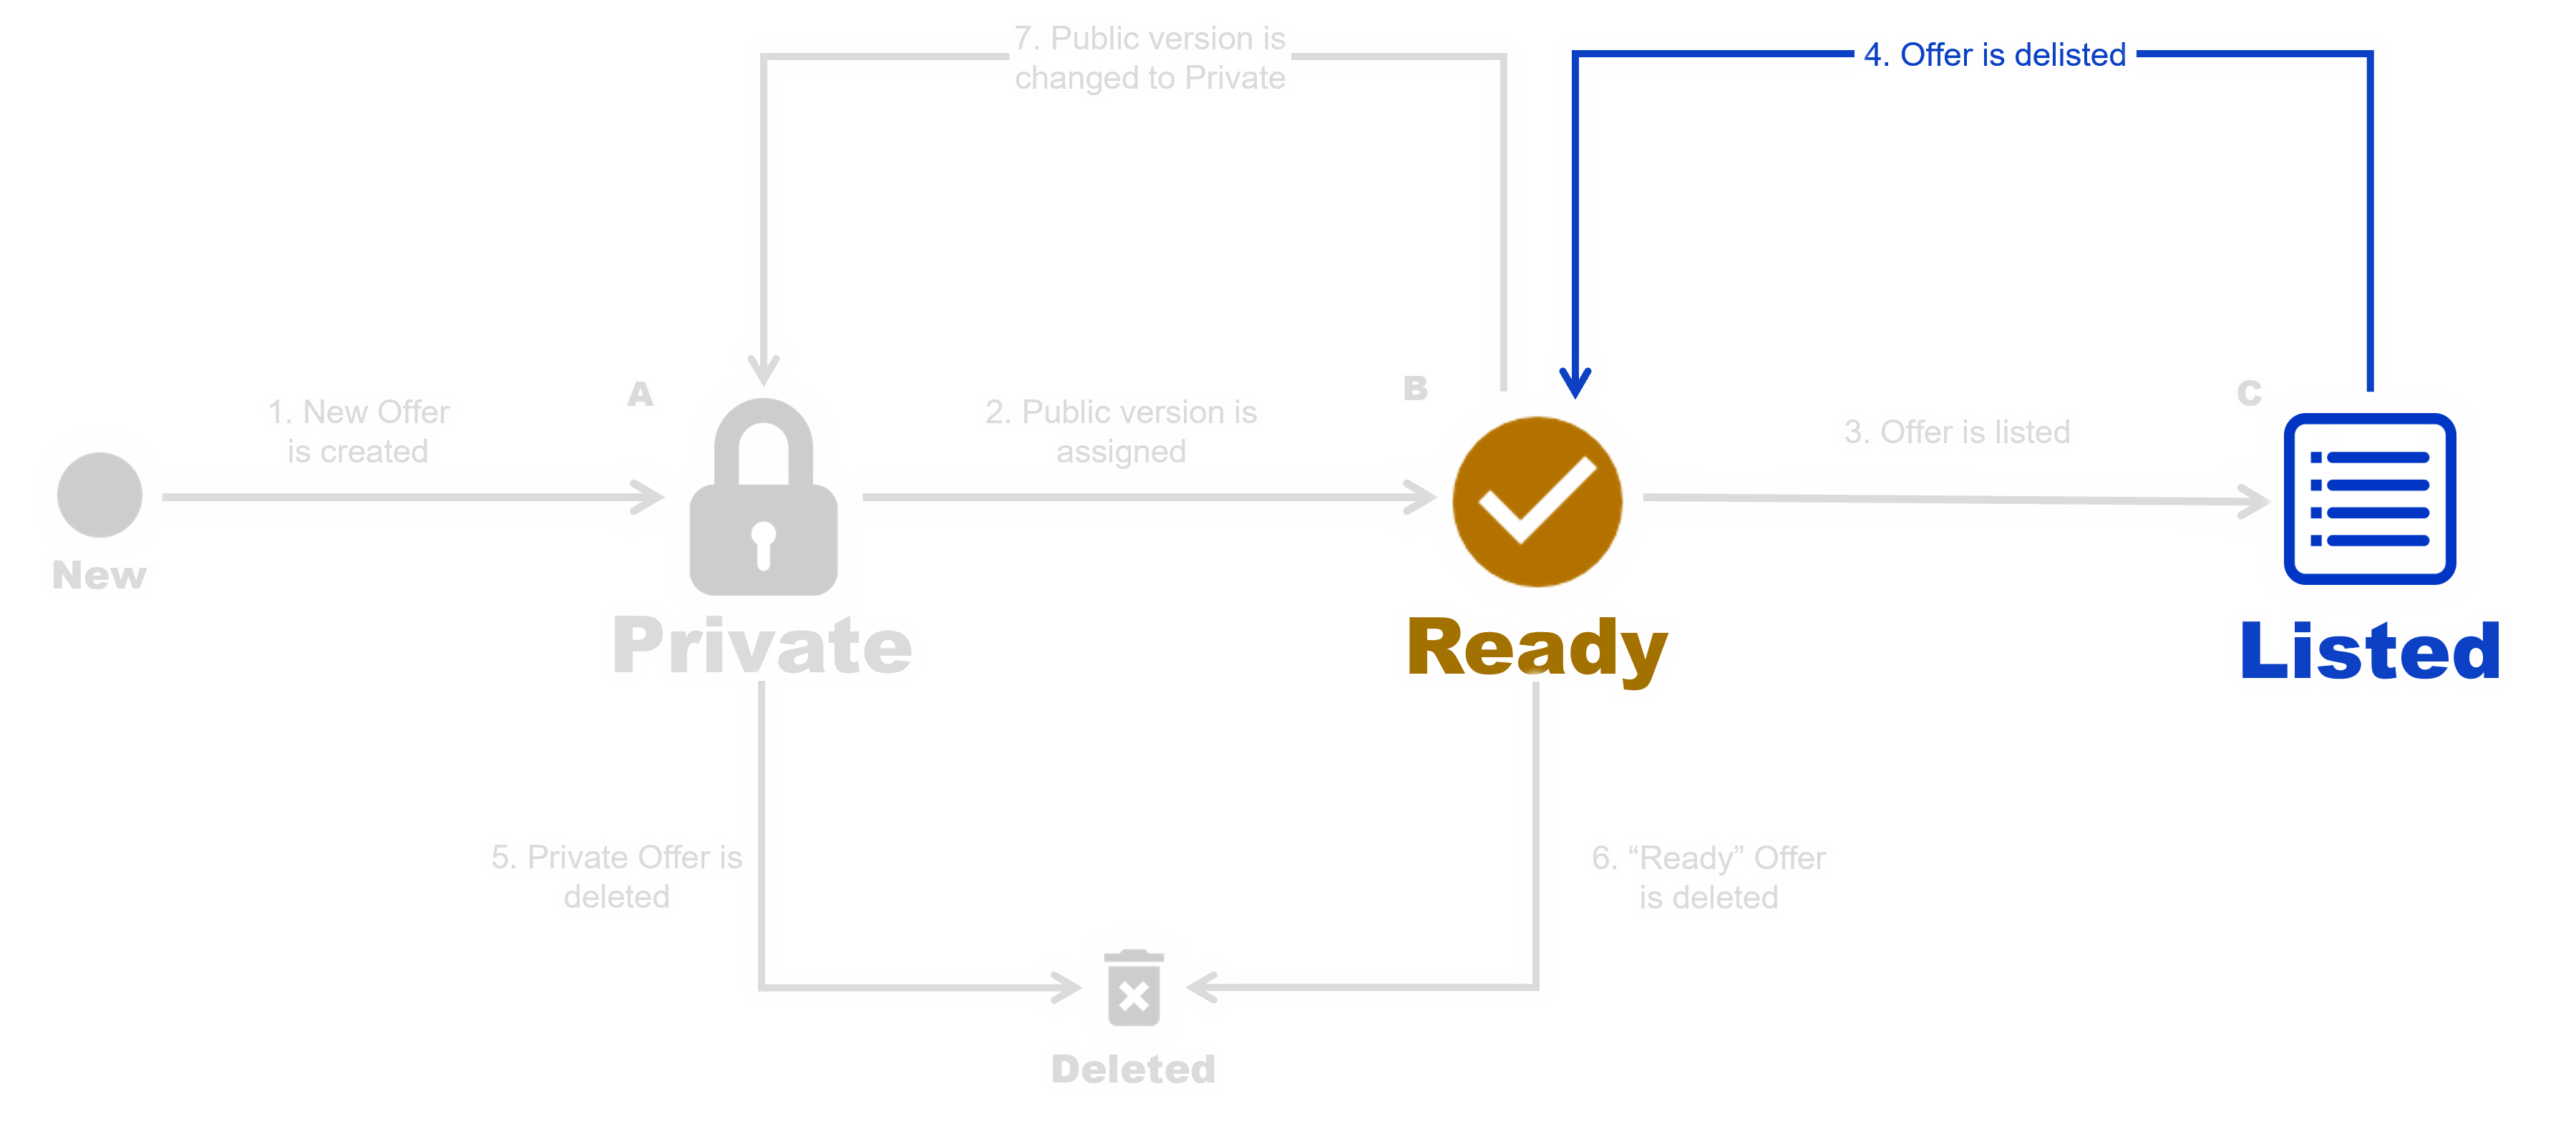 7. Public version is
changed to Private
4. Offer is delisted
1. New Offer
is created
A
2. Public version is
assigned
B
3. Offer is listed
C
New
Private
Ready
Listed
5. Private Offer is
deleted
6. “Ready” Offer
is deleted
Deleted